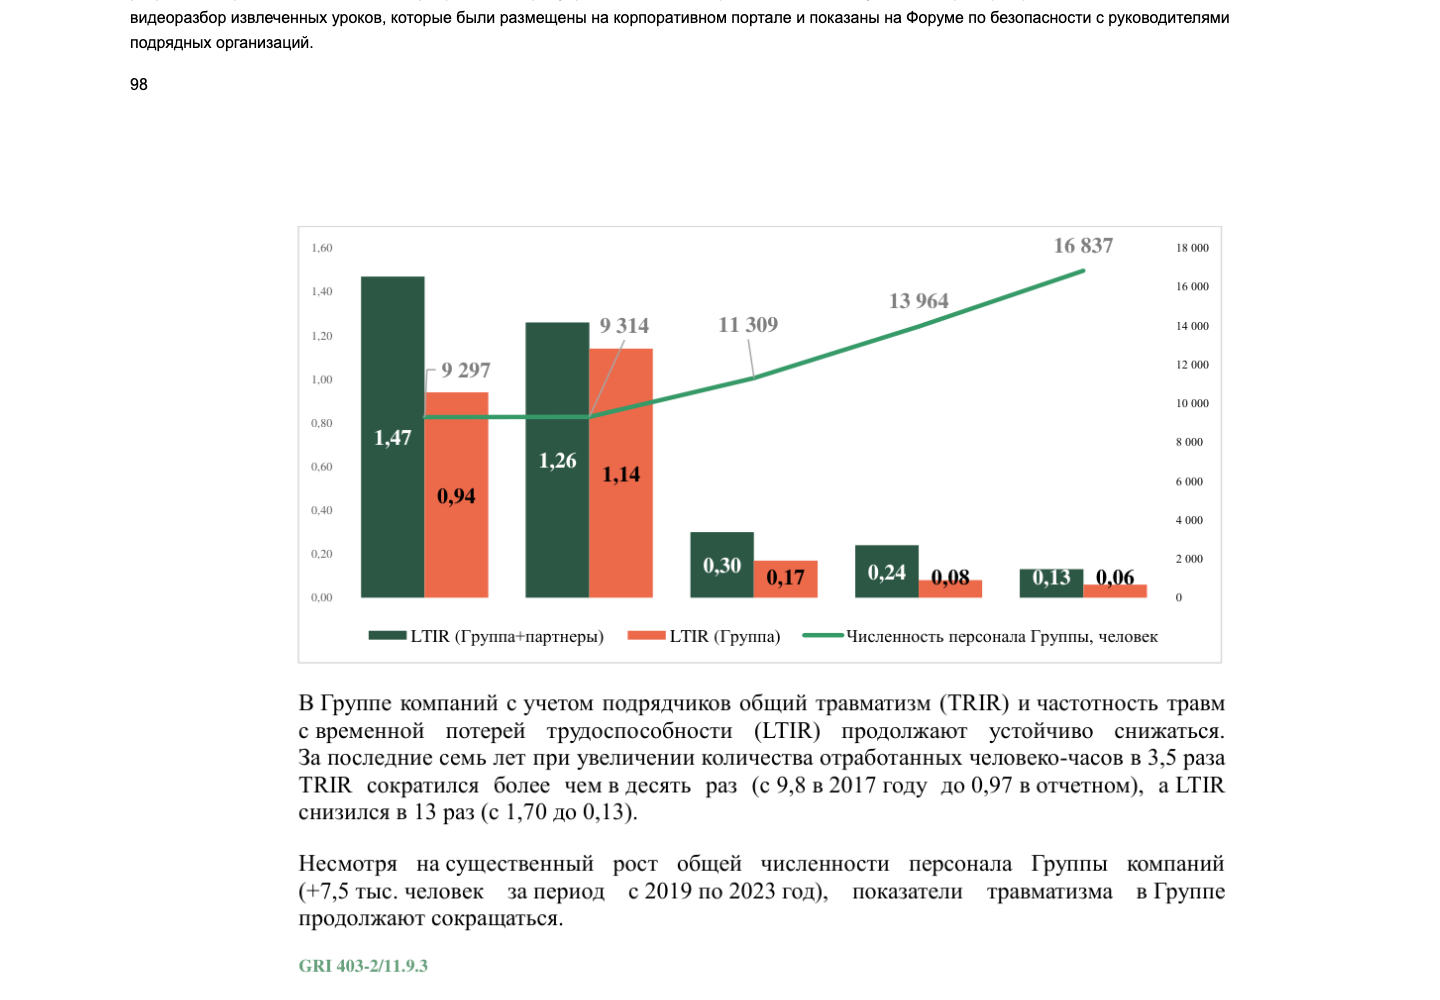 видеоразбор извлеченных уроков, которые были размещены на корпоративном портале и показаны на Форуме по безопасности с руководителями
подрядных организаций.
98
1,60
1,40
1,20
1,00
0,80
0,60
0,40
0,20
0,00
18 000
16 000
14 000
12 000
10 000
8 000
6 000
4 000
2 000
0
9 297
9 314
11 309
13 964
16 837
1,47
0,94
1,26
1,14
0,30
0,17
0,24
0,08
0,13
0,06
LTIR (Группа+партнеры) LTIR (Группа) Численность персонала Группы, человек
В Группе компаний с учетом подрядчиков общий травматизм (TRIR) и частотность травм
с временной потерей трудоспособности (LTIR) продолжают устойчиво снижаться.
За последние семь лет при увеличении количества отработанных человеко-часов в 3,5 раза
TRIR сократился более чем в десять раз (с 9,8 в 2017 году до 0,97 в отчетном), а LTIR
снизился в 13 раз (с 1,70 до 0,13).
Несмотря на существенный рост общей численности персонала Группы компаний
(+7,5 тыс. человек за период с 2019 по 2023 год), показатели травматизма в Группе
продолжают сокращаться.
GRI 403-2/11.9.3